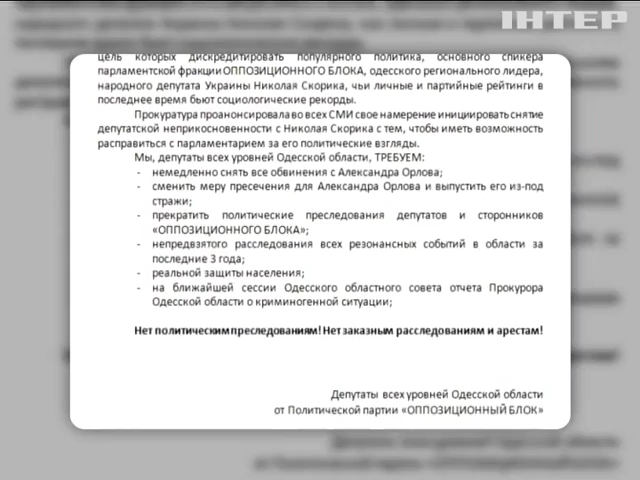 ІНТЕР
цель которых дискредитировать популярного политика, основного спикера
парламентской фракции ОППОЗИЦИОННОГО БЛОКА, одесского регионального лидера,
народного депутата Украины Николая Скорика, чьи личные и партийные рейтинги в
последнее время бьют социологические рекорды.
Прокуратура проанонсировала во всех СМИ свое намерение инициировать снятие
депутатской неприкосновенности с Николая Скорика с тем, чтобы иметь возможность
расправиться с парламентарием за его политические взгляды.
Мы, депутаты всех уровней Одесской области, ТРЕБУЕМ:
- немедленно снять все обвинения с Александра Орлова;
- сменить меру пресечения для Александра Орлова и выпустить его из-под
стражи;
- прекратить политические преследования депутатов и сторонников
«ОППОЗИЦИОННОГО БЛОКА»;
- непредвзятого расследования всех резонансных событий в области за
последние 3 года;
- реальной защиты населения;
- на ближайшей сессии Одесского областного совета отчета Прокурора
Одесской области о криминогенной ситуации;
Нет политическим преследованиям! Нет заказным расследованиям и арестам!
Депутаты всех уровней Одесской области
от Политической партии «ОППОЗИЦИОННЫЙ БЛОК»